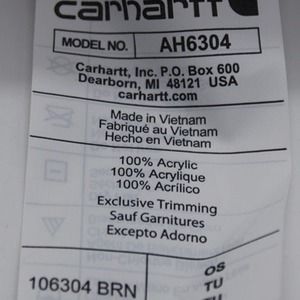 carhartt
MODEL NO. AH6304
Carhartt, Inc. P.O. Box 600
Dearborn, MI 48121 USA
carhartt.com
Made in Vietnam
Fabriqué au Vietnam
Hecho en Vietnam
100% Acrylic
100% Acrylique
100% Acrílico
Exclusive Trimming
Sauf Garnitures
Excepto Adorno
106304 BRN
OS
TU